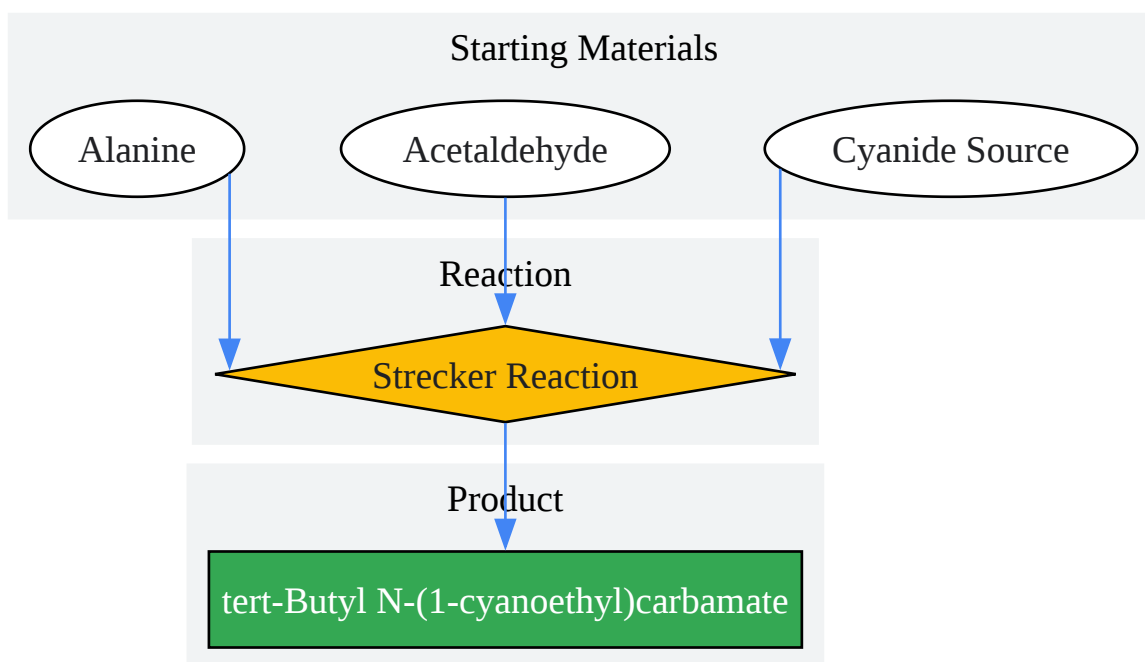 Starting Materials
Alanine
Acetaldehyde
Cyanide Source
Reaction
Strecker Reaction
Product
tert-Butyl N-(1-cyanoethyl)carbamate